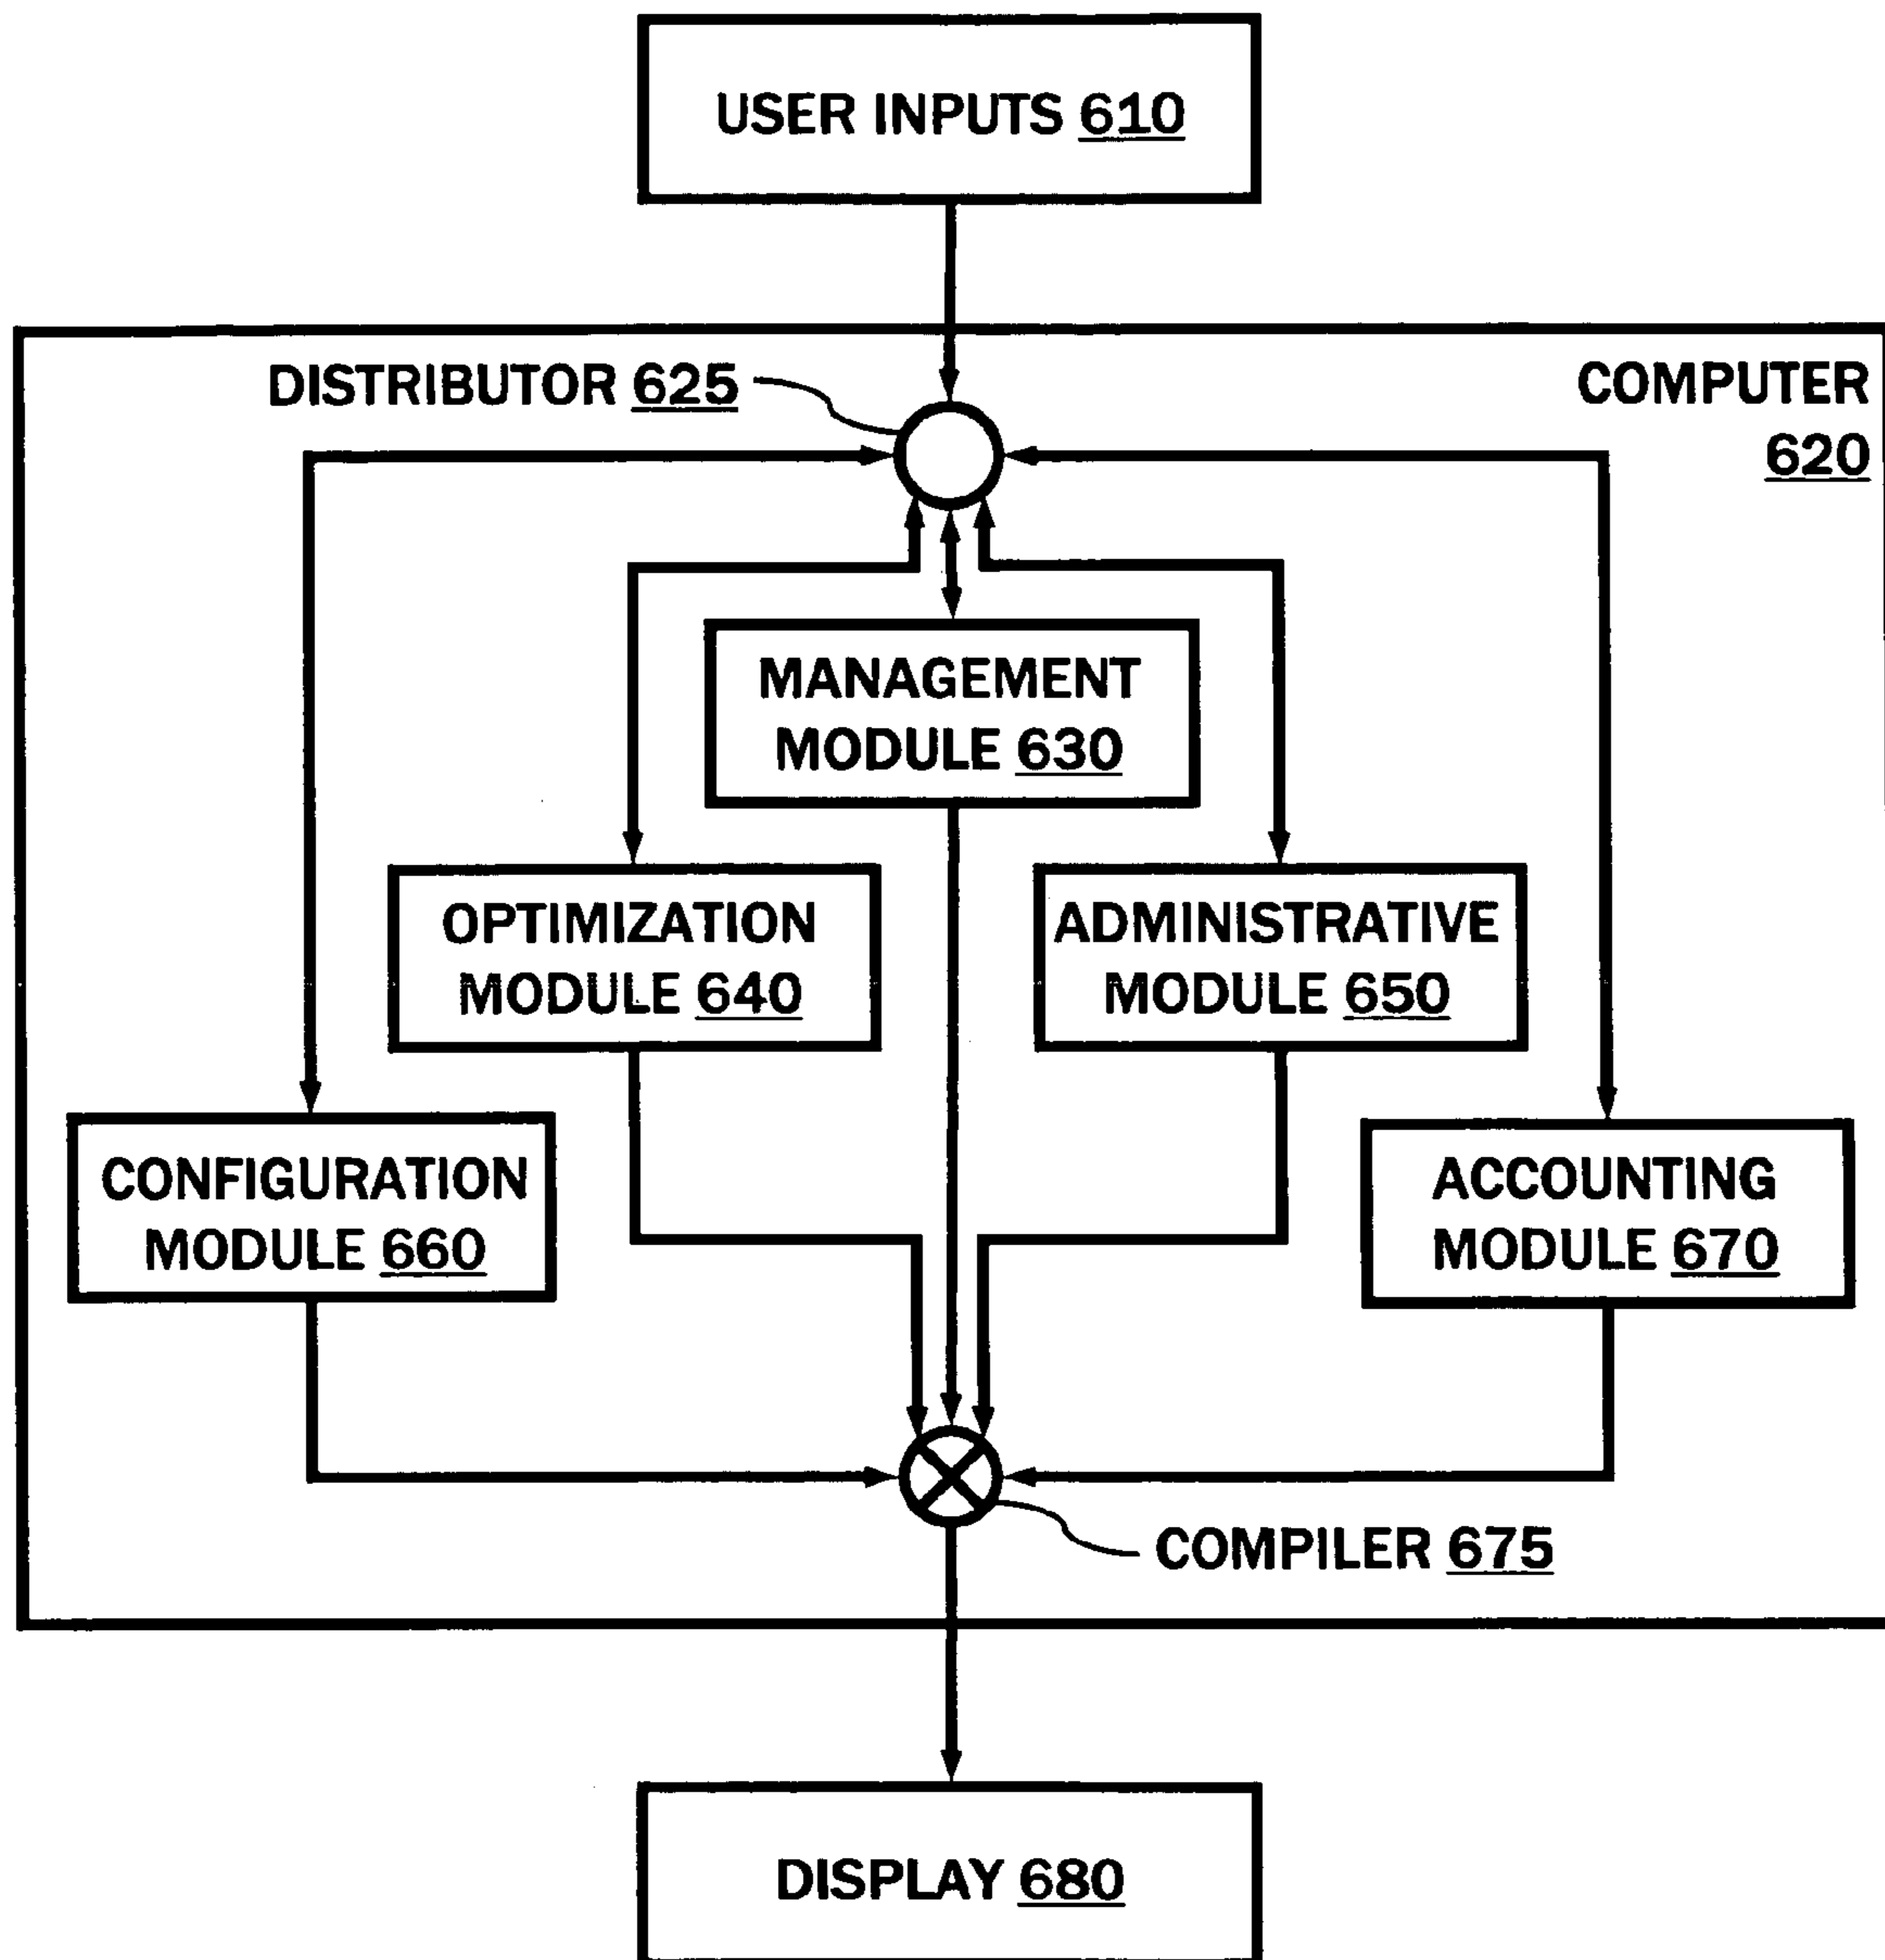 USER INPUTS 610
DISTRIBUTOR 625
COMPUTER
620
MANAGEMENT
MODULE 630
OPTIMIZATION
MODULE 640
ADMINISTRATIVE
MODULE 650
CONFIGURATION
MODULE 660
ACCOUNTING
MODULE 670
COMPILER 675
DISPLAY 680